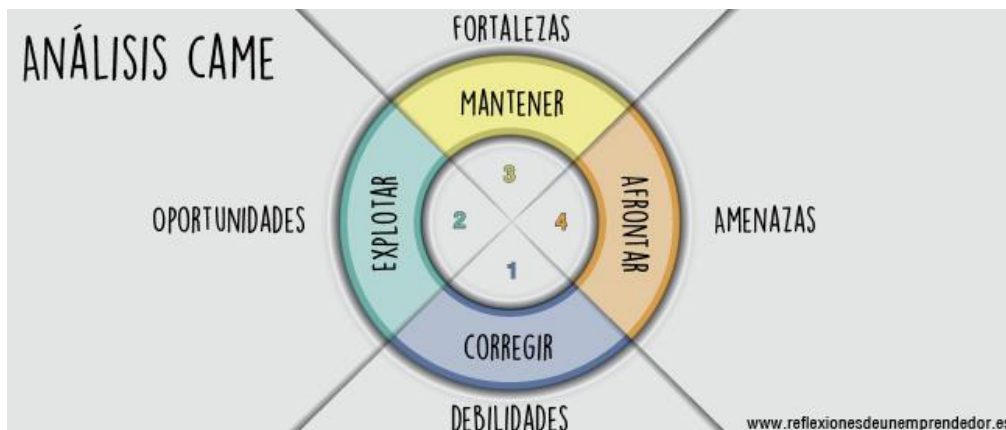 ANÁLISIS CAME
FORTALEZAS
MANTENER
3
OPORTUNIDADES
EXPLOTAR
2
4
AFRONTAR
AMENAZAS
1
CORREGIR
DEBILIDADES
www.reflexionesdeunemprendedor.es